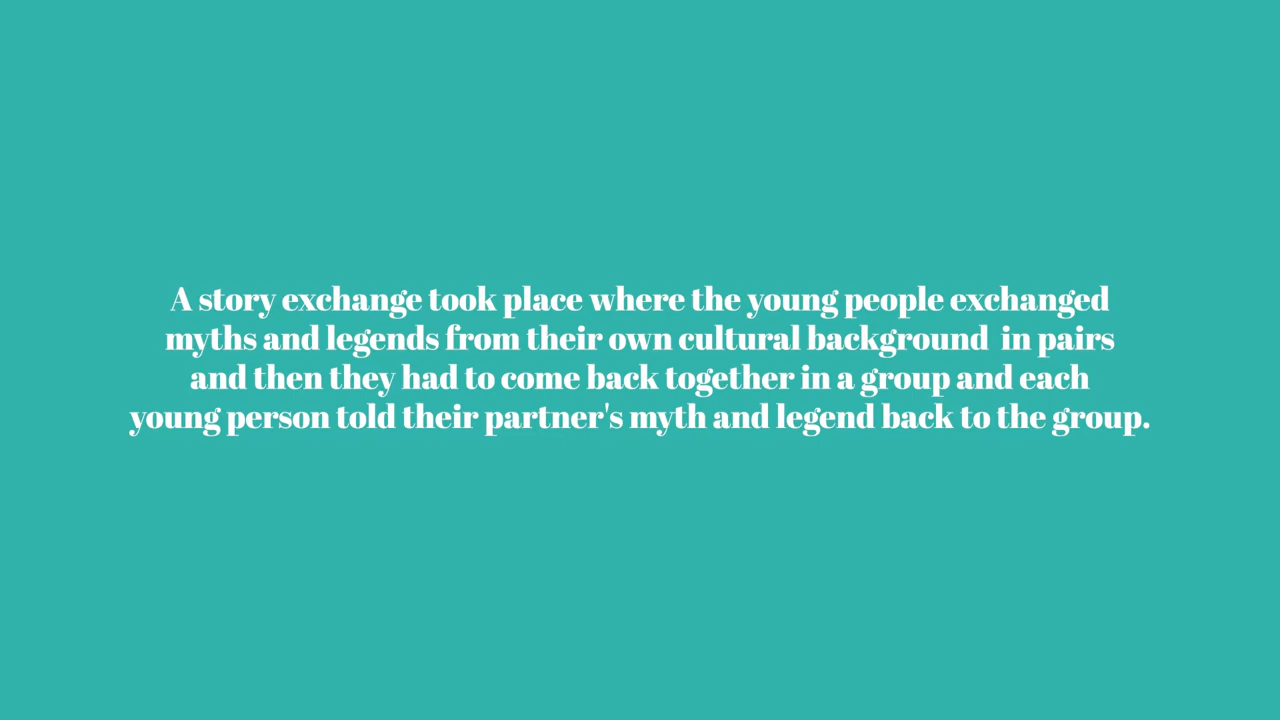 A story exchange took place where the young people exchanged
myths and legends from their own cultural background  in pairs
and then they had to come back together in a group and each
young person told their partner's myth and legend back to the group.